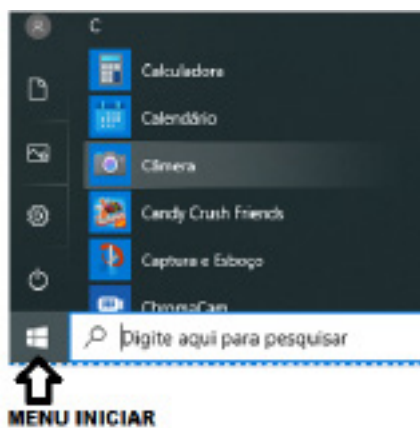 C
Calculadora
Calendário
Câmera
Candy Crush Friends
Captura e Esboço
ChromaCam
Digite aqui para pesquisar
MENU INICIAR